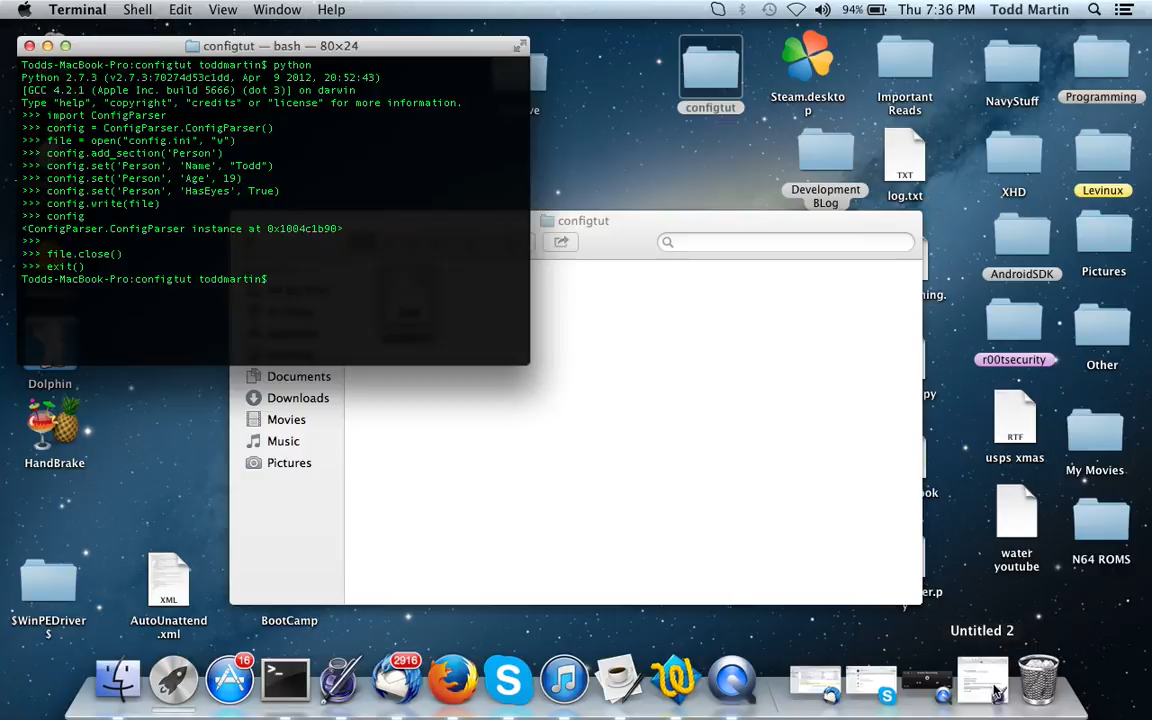 Terminal Shell Edit View Window Help
94% Thu 7:36 PM Todd Martin
configtut — bash — 80×24
Todds-MacBook-Pro:configtut toddmartin$ python
Python 2.7.3 (v2.7.3:70274d53c1dd, Apr  9 2012, 20:52:43)
[GCC 4.2.1 (Apple Inc. build 5666) (dot 3)] on darwin
Type "help", "copyright", "credits" or "license" for more information.
>>> import ConfigParser
>>> config = ConfigParser.ConfigParser()
>>> file = open("config.ini", "w")
>>> config.add_section('Person')
>>> config.set('Person', 'Name', "Todd")
>>> config.set('Person', 'Age', 19)
>>> config.set('Person', 'HasEyes', True)
>>> config.write(file)
>>> config
<ConfigParser.ConfigParser instance at 0x1004c1b90>
>>>
>>> file.close()
>>> exit()
Todds-MacBook-Pro:configtut toddmartin$
configtut
Documents
Downloads
Movies
Music
Pictures
ve
configtut
Steam.deskto
p
Important
Reads
NavyStuff
Programming
Development
BLog
TXT
log.txt
XHD
Levinux
AndroidSDK
Pictures
ning.
r00tsecurity
Other
py
RTF
usps xmas
My Movies
ook
water
youtube
N64 ROMS
er.p
y
Dolphin
HandBrake
$WinPEDriver
$
XML
AutoUnattend
.xml
BootCamp
Untitled 2
16
2916